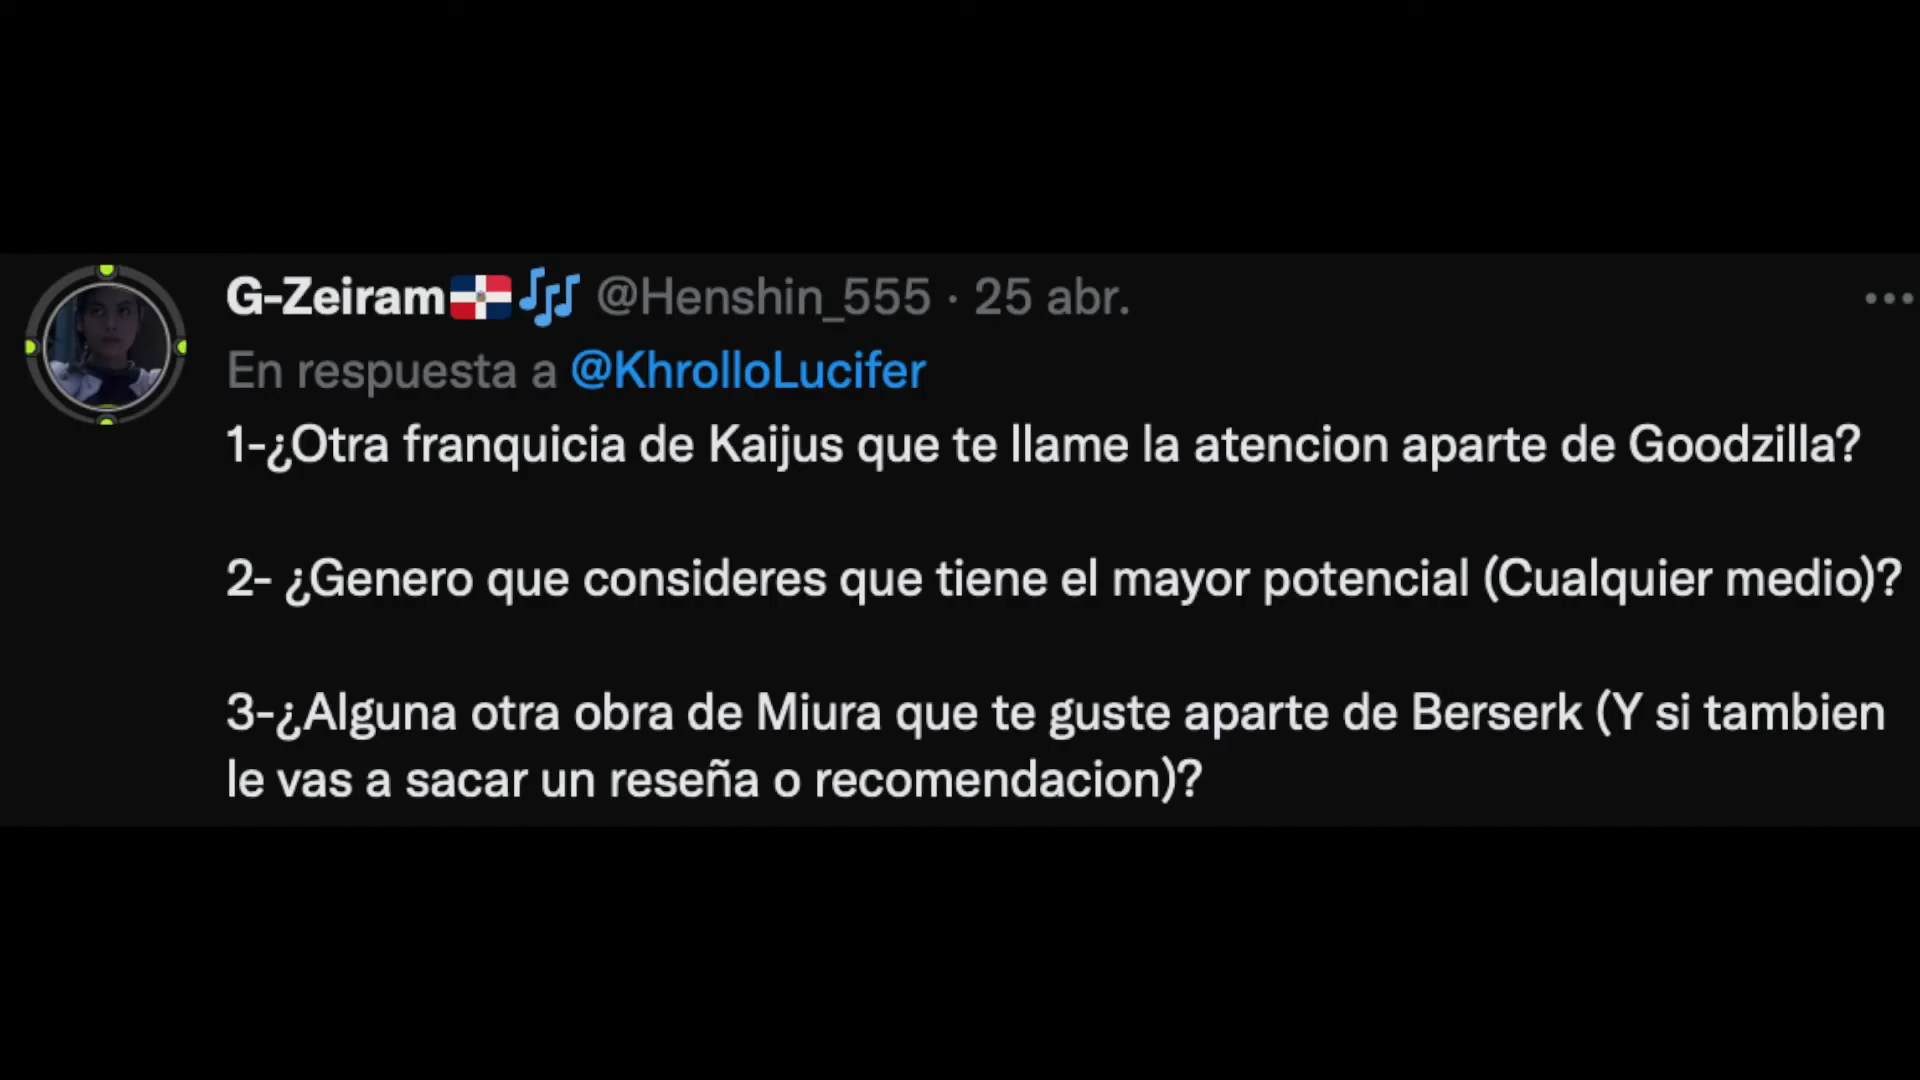 G-Zeiram🇩🇴🎶 @Henshin_555 · 25 abr.
En respuesta a @KhrolloLucifer
1-¿Otra franquicia de Kaijus que te llame la atencion aparte de Goodzilla?
2- ¿Genero que consideres que tiene el mayor potencial (Cualquier medio)?
3-¿Alguna otra obra de Miura que te guste aparte de Berserk (Y si tambien
le vas a sacar un reseña o recomendacion)?